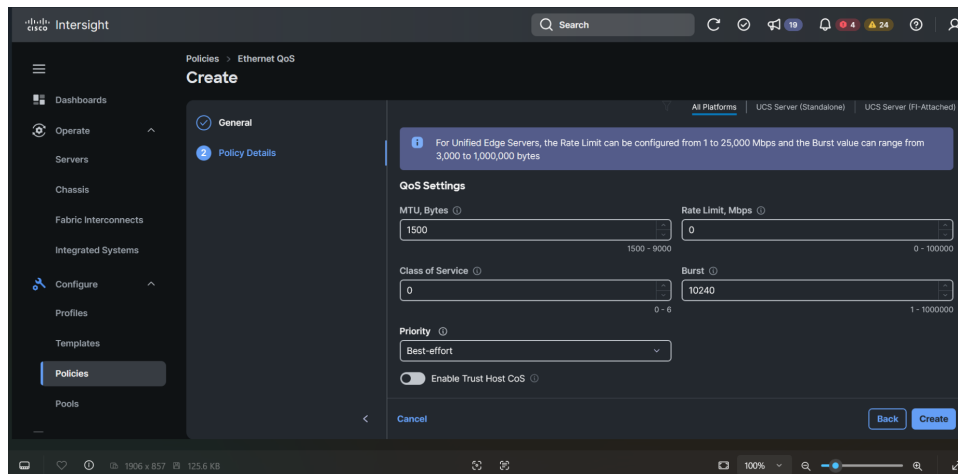 cisco Intersight
Search
19
4
24
Policies > Ethernet QoS
Create
Dashboards
Operate
Servers
Chassis
Fabric Interconnects
Integrated Systems
Configure
Profiles
Templates
Policies
Pools
General
2 Policy Details
All Platforms UCS Server (Standalone) UCS Server (FI-Attached)
For Unified Edge Servers, the Rate Limit can be configured from 1 to 25,000 Mbps and the Burst value can range from
3,000 to 1,000,000 bytes
QoS Settings
MTU, Bytes Rate Limit, Mbps
1500 0
1500 - 9000 0 - 100000
Class of Service Burst
0 10240
0 - 6 1 - 1000000
Priority
Best-effort
Enable Trust Host CoS
Cancel Back Create
1906 x 857 125.6 KB 100%